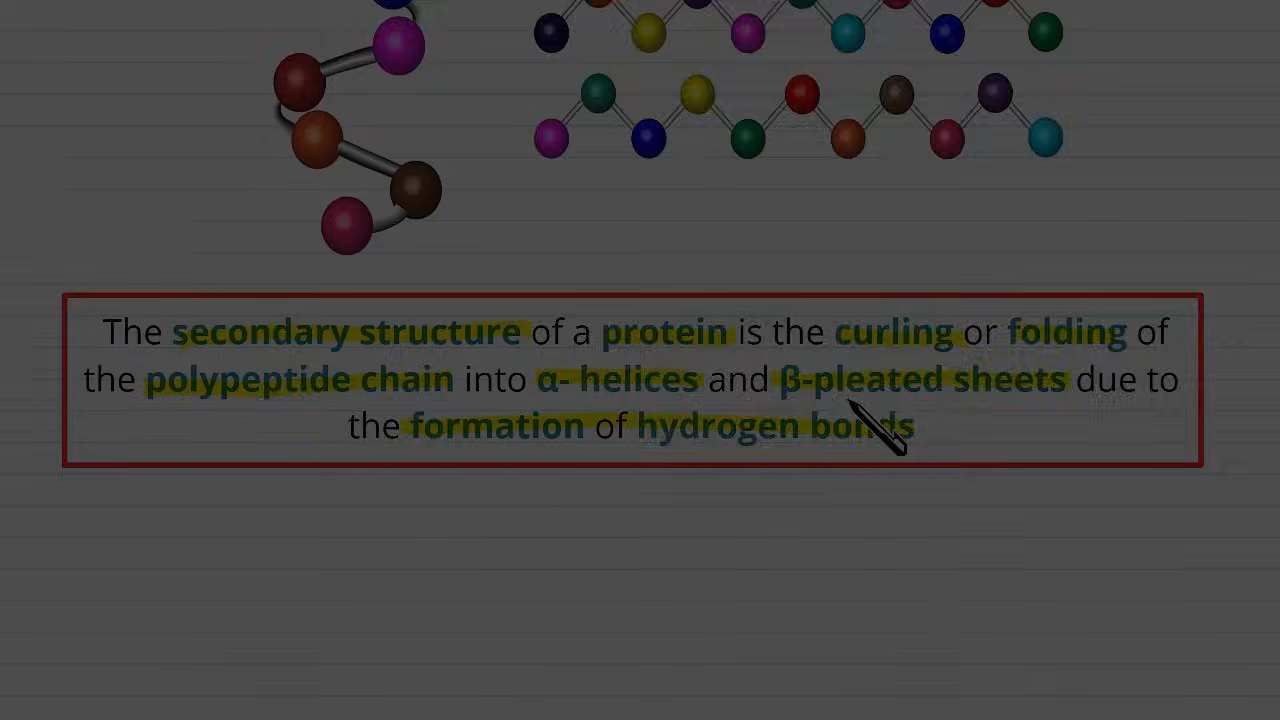 The secondary structure of a protein is the curling or folding of
the polypeptide chain into α- helices and β-pleated sheets due to
the formation of hydrogen bonds